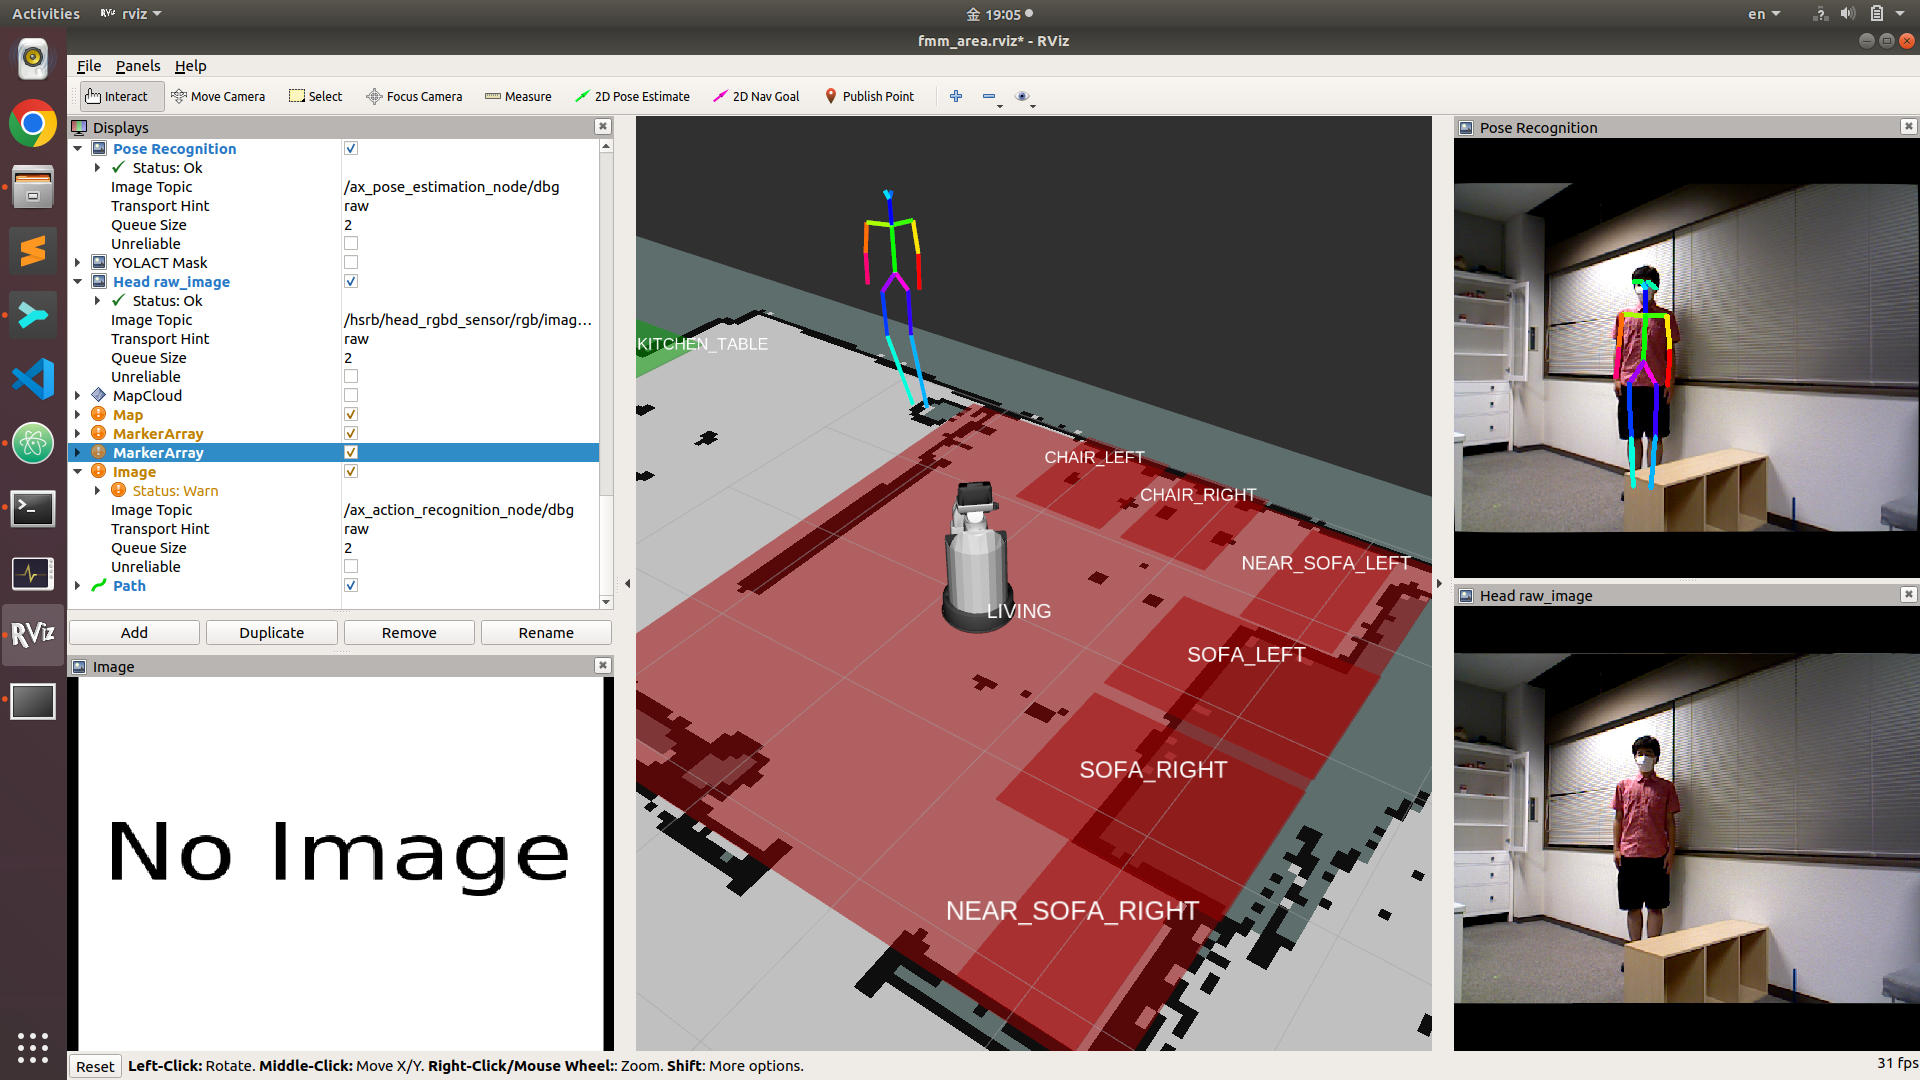 Activities
rviz
金 19:05
en
fmm_area.rviz* - RViz
File Panels Help
Interact Move Camera Select Focus Camera Measure 2D Pose Estimate 2D Nav Goal Publish Point
Displays
Pose Recognition
Status: Ok
Image Topic /ax_pose_estimation_node/dbg
Transport Hint raw
Queue Size 2
Unreliable
YOLACT Mask
Head raw_image
Status: Ok
Image Topic /hsrb/head_rgbd_sensor/rgb/imag...
Transport Hint raw
Queue Size 2
Unreliable
MapCloud
Map
MarkerArray
MarkerArray
Image
Status: Warn
Image Topic /ax_action_recognition_node/dbg
Transport Hint raw
Queue Size 2
Unreliable
Path
Add Duplicate Remove Rename
Image
No Image
KITCHEN_TABLE
CHAIR_LEFT
CHAIR_RIGHT
NEAR_SOFA_LEFT
LIVING
SOFA_LEFT
SOFA_RIGHT
NEAR_SOFA_RIGHT
Pose Recognition
Head raw_image
RViz
Reset Left-Click: Rotate. Middle-Click: Move X/Y. Right-Click/Mouse Wheel:: Zoom. Shift: More options.
31 fps